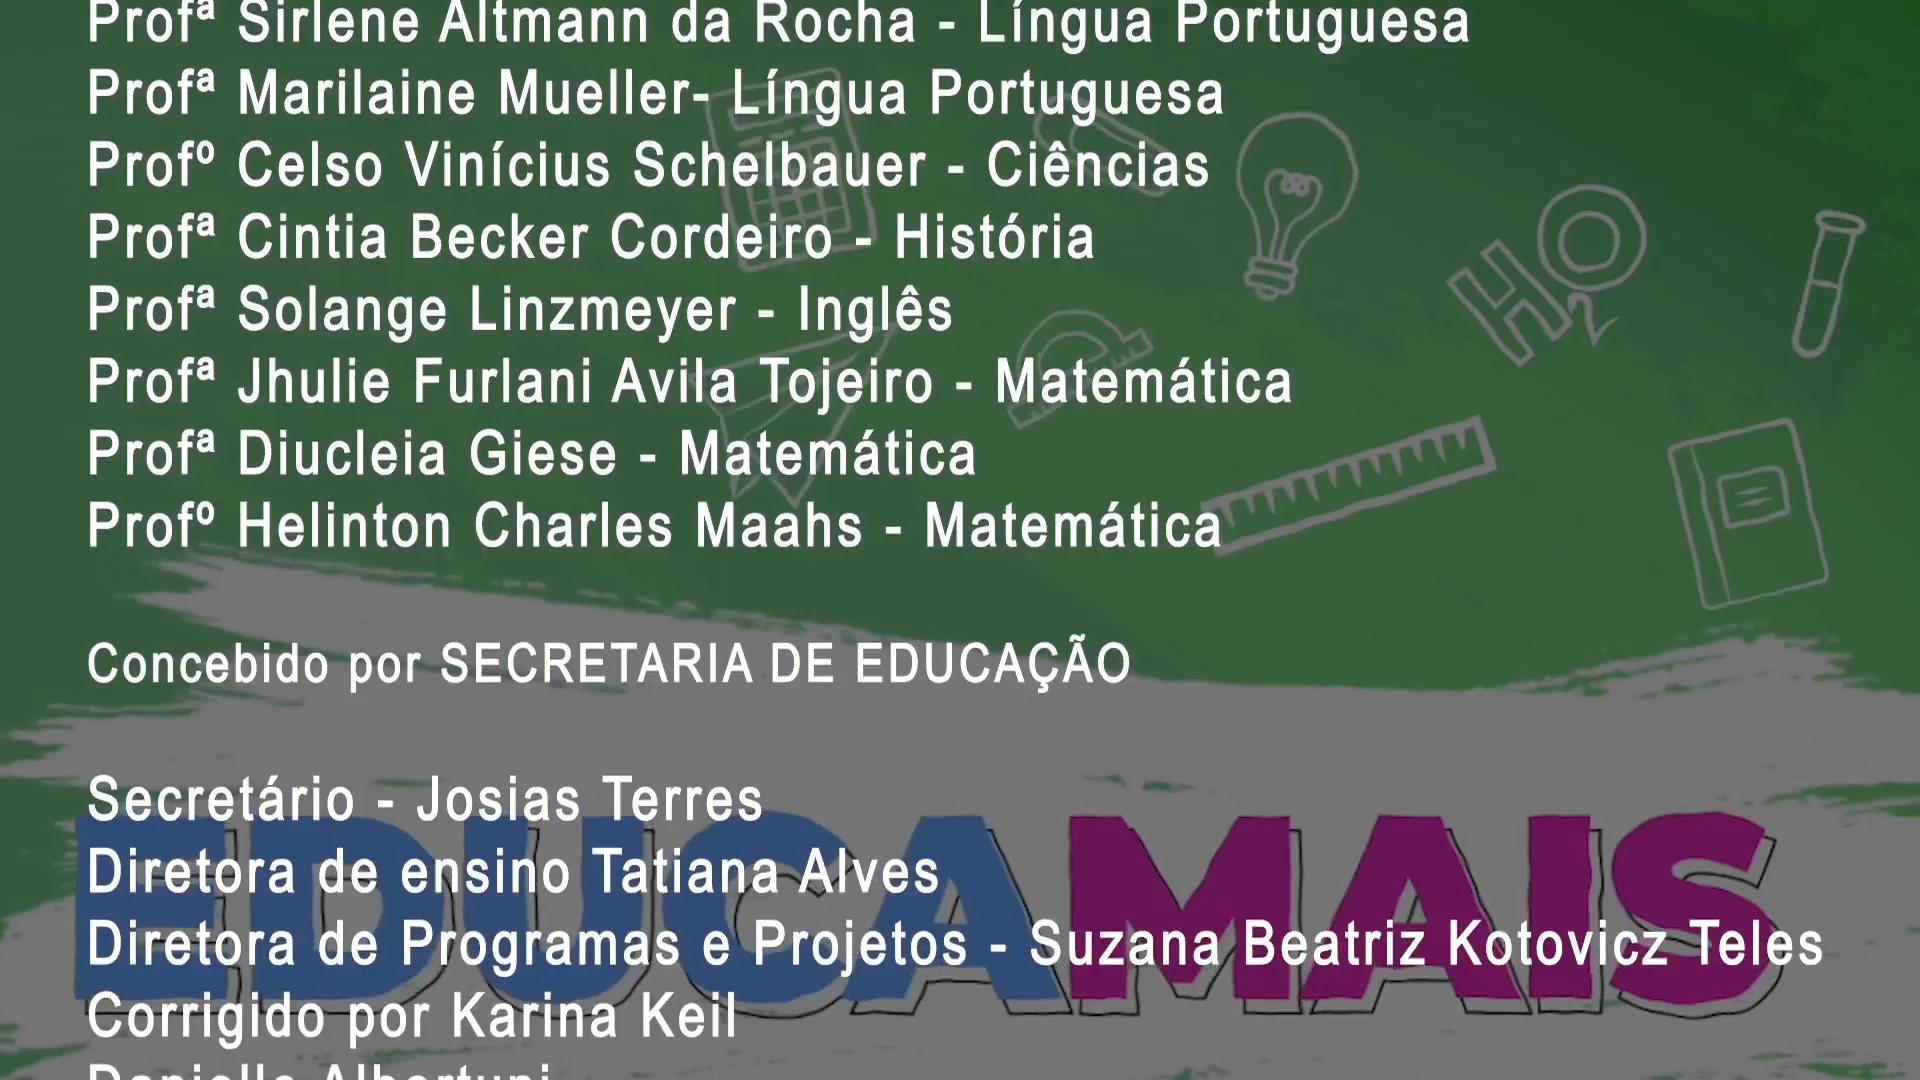 Profª Sirlene Altmann da Rocha - Língua Portuguesa
Profª Marilaine Mueller- Língua Portuguesa
Profº Celso Vinícius Schelbauer - Ciências
Profª Cintia Becker Cordeiro - História
Profª Solange Linzmeyer - Inglês
Profª Jhulie Furlani Avila Tojeiro - Matemática
Profª Diucleia Giese - Matemática
Profº Helinton Charles Maahs - Matemática
H2O
Concebido por SECRETARIA DE EDUCAÇÃO
Secretário - Josias Terres
Diretora de ensino Tatiana Alves
Diretora de Programas e Projetos - Suzana Beatriz Kotovicz Teles
Corrigido por Karina Keil
EDUCAMAIS